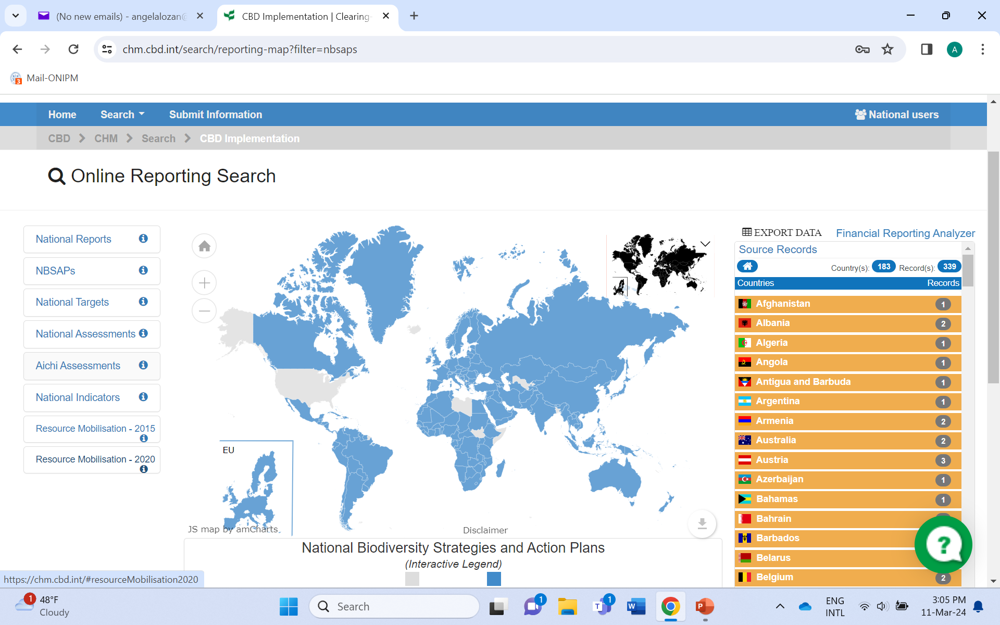 (No new emails) - angelalozan@
CBD Implementation | Clearing-
chm.cbd.int/search/reporting-map?filter=nbsaps
A
3
Mail-ONIPM
Home
Search
Submit Information
National users
CBD
CHM
Search
CBD Implementation
Online Reporting Search
National Reports
NBSAPs
National Targets
National Assessments
Aichi Assessments
National Indicators
Resource Mobilisation - 2015
Resource Mobilisation - 2020
EU
JS map by amCharts
Disclaimer
National Biodiversity Strategies and Action Plans
(Interactive Legend)
EXPORT DATA
Financial Reporting Analyzer
Source Records
Country(s): 183 Record(s): 339
Countries Records
Afghanistan 1
Albania 2
Algeria 1
Angola 1
Antigua and Barbuda 1
Argentina 1
Armenia 2
Australia 2
Austria 3
Azerbaijan 1
Bahamas 1
Bahrain
Barbados
Belarus
Belgium 2
?
https://chm.cbd.int/#resourceMobilisation2020
1
48°F
Cloudy
Search
1
T
1
W
P
ENG
INTL
3:05 PM
11-Mar-24